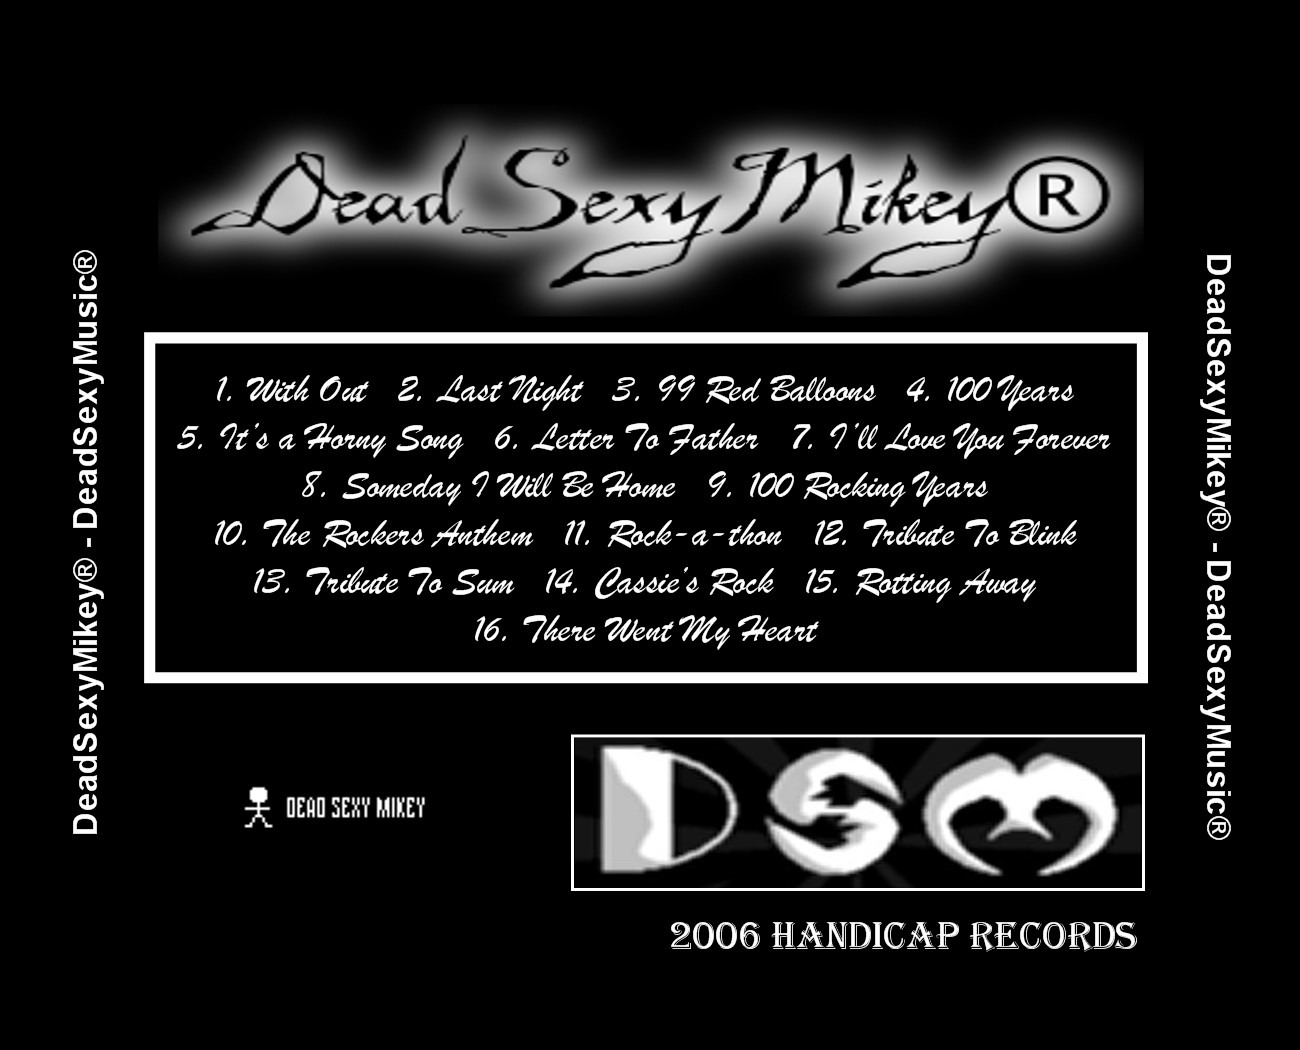 Dead Sexy Mikey®
1. With Out 2. Last Night 3. 99 Red Balloons 4. 100 Years
5. It's a Horny Song 6. Letter To Father 7. I'll Love You Forever
8. Someday I Will Be Home 9. 100 Rocking Years
10. The Rockers Anthem 11. Rock-a-thon 12. Tribute To Blink
13. Tribute To Sum 14. Cassie's Rock 15. Rotting Away
16. There Went My Heart
DeadSexyMikey® - DeadSexyMusic®
DeadSexyMikey® - DeadSexyMusic®
DEAD SEXY MIKEY
DSM
2006 HANDICAP RECORDS